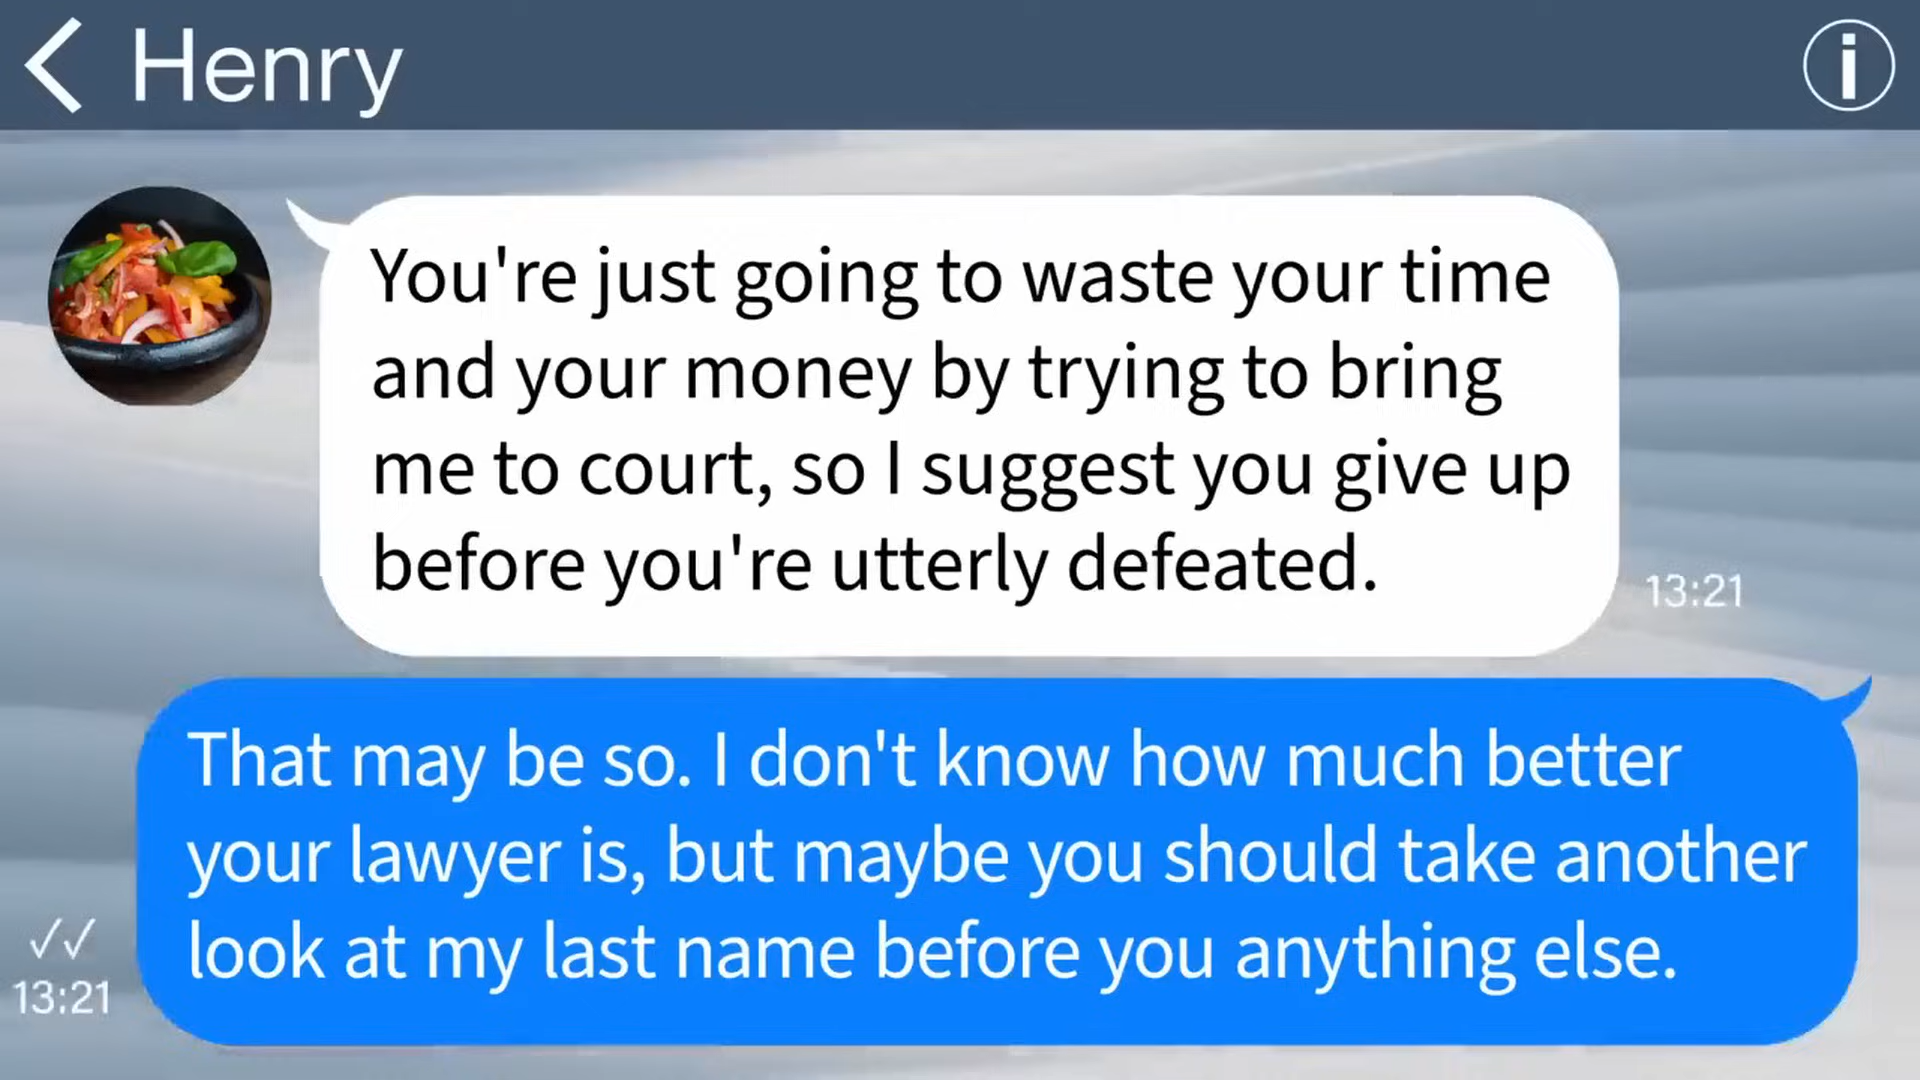 Henry
You're just going to waste your time
and your money by trying to bring
me to court, so I suggest you give up
before you're utterly defeated.
13:21
That may be so. I don't know how much better
your lawyer is, but maybe you should take another
look at my last name before you anything else.
13:21